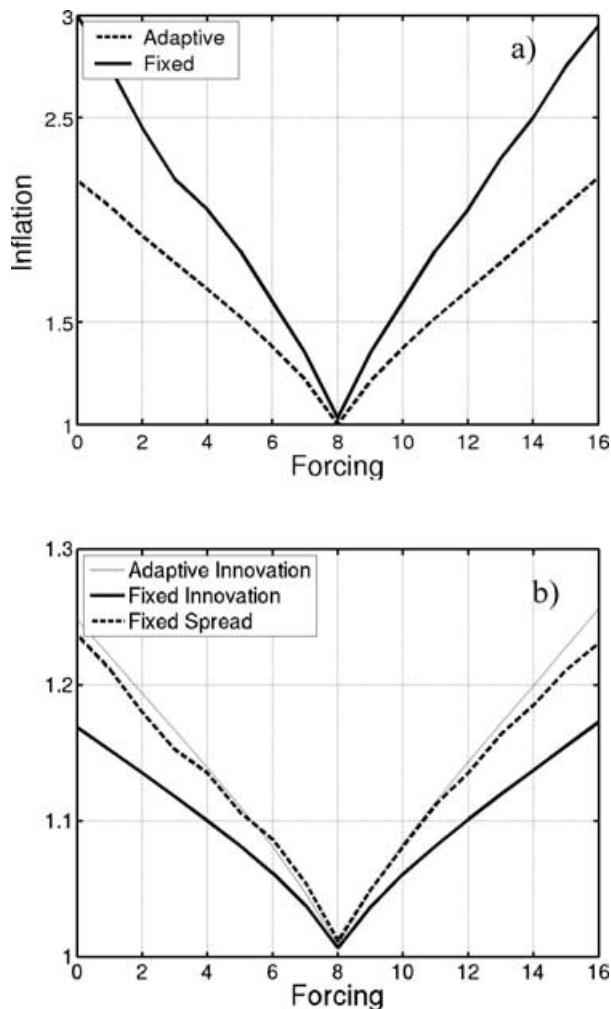 3
Adaptive
Fixed
a)
2.5
Inflation
1.5
1
0 2 4 6 8 10 12 14 16
Forcing
1.3
Adaptive Innovation
Fixed Innovation
Fixed Spread
b)
1.2
1.1
1
0 2 4 6 8 10 12 14 16
Forcing